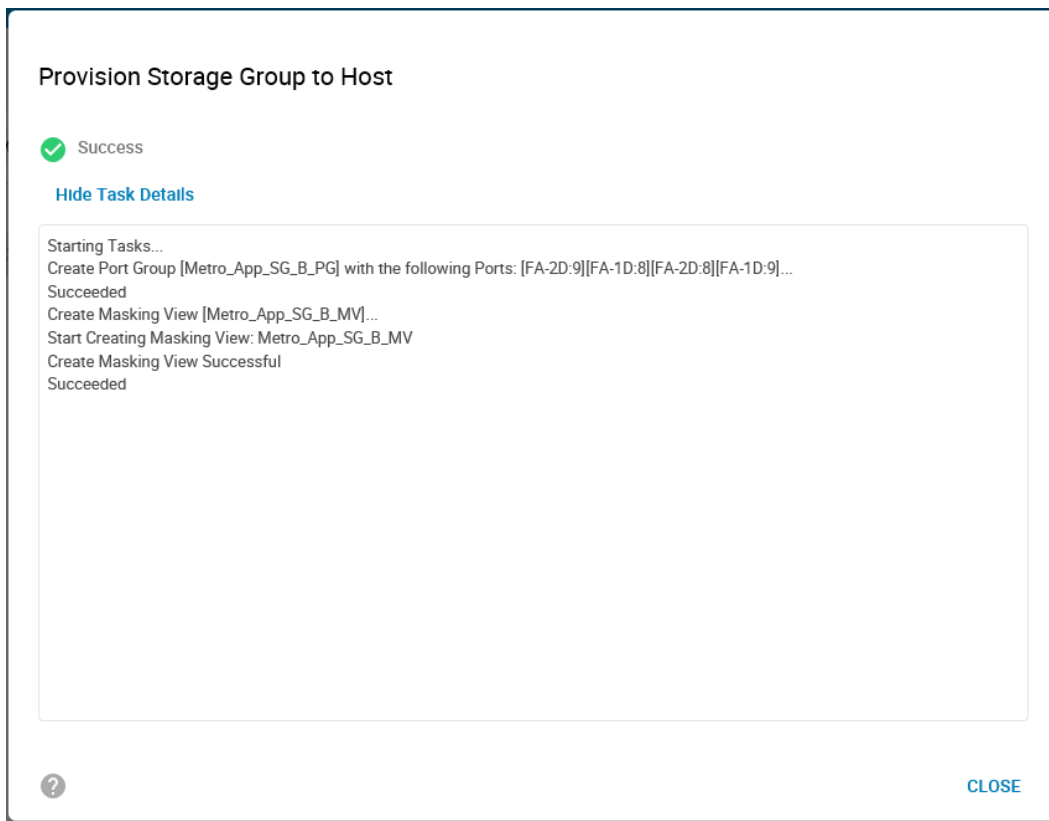 Provision Storage Group to Host
Success
Hide Task Details
Starting Tasks...
Create Port Group [Metro_App_SG_B_PG] with the following Ports: [FA-2D:9][FA-1D:8][FA-2D:8][FA-1D:9]...
Succeeded
Create Masking View [Metro_App_SG_B_MV]...
Start Creating Masking View: Metro_App_SG_B_MV
Create Masking View Successful
Succeeded
?
CLOSE